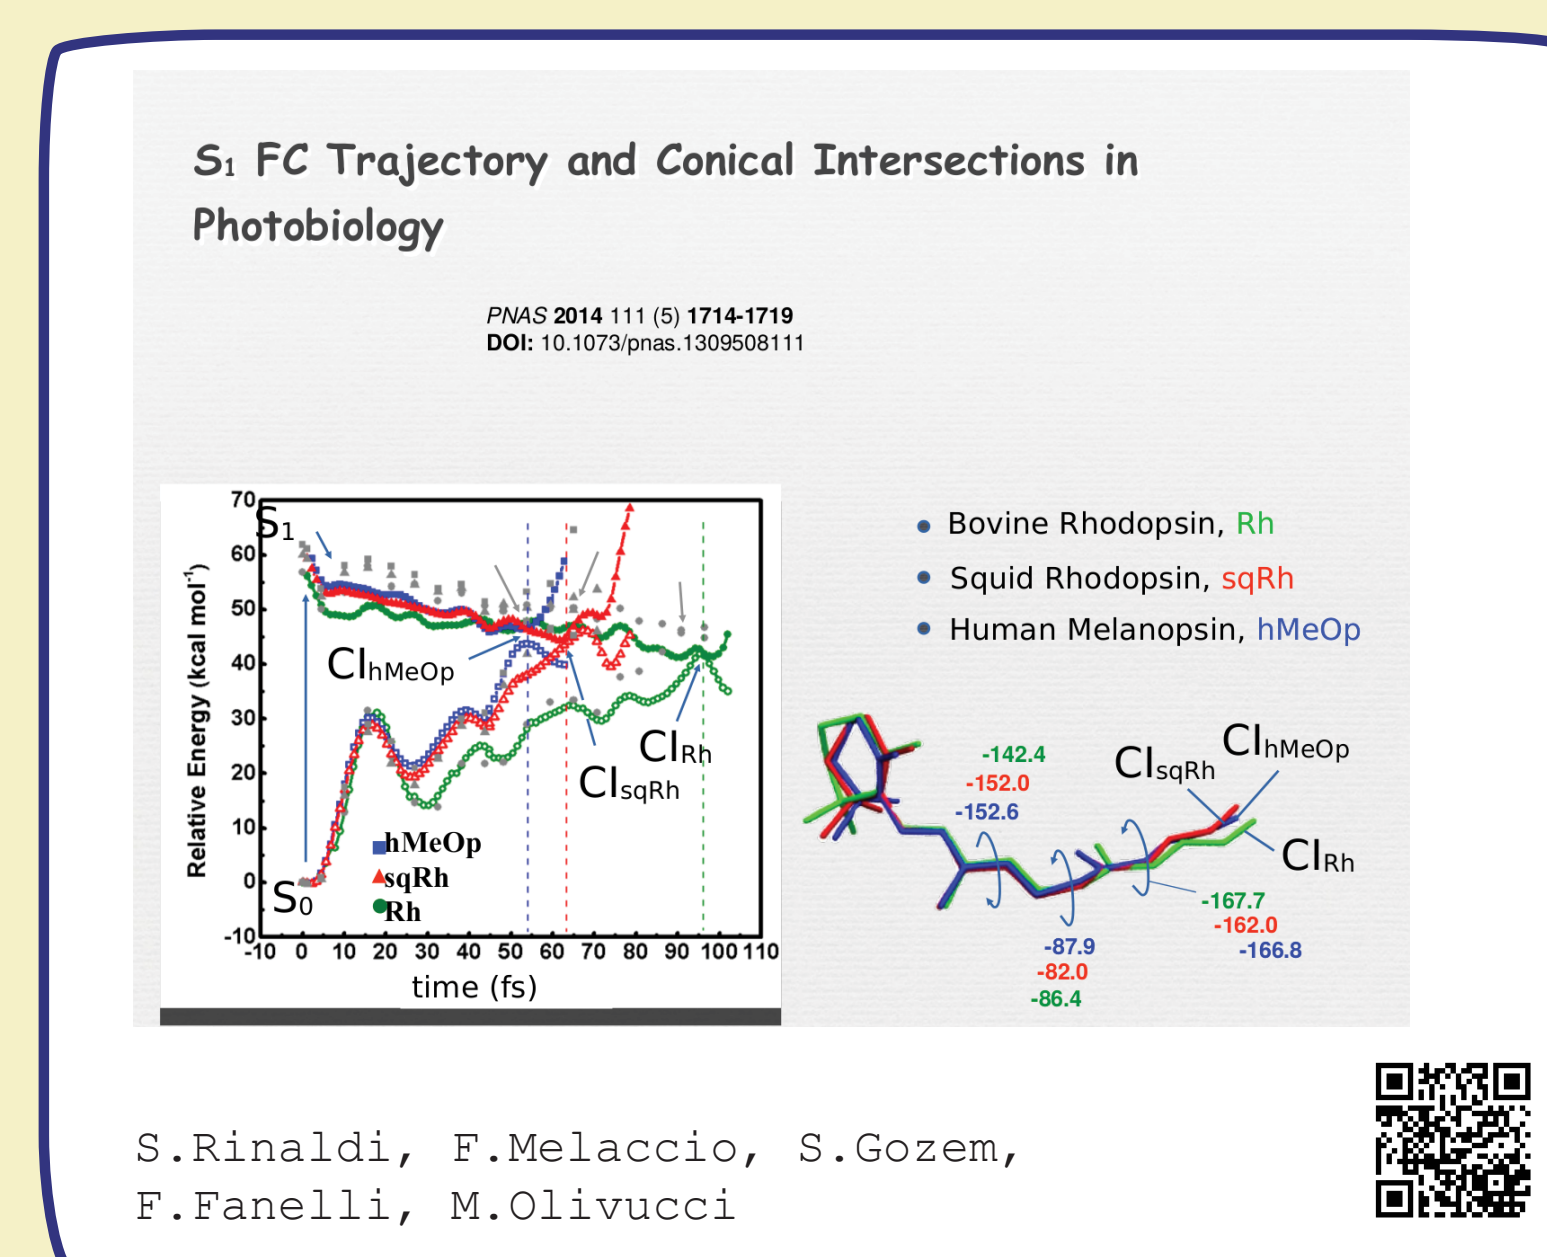 S₁ FC Trajectory and Conical Intersections in
Photobiology
PNAS 2014 111 (5) 1714-1719
DOI: 10.1073/pnas.1309508111
70
60
50
40
30
20
10
0
-10
Relative Energy (kcal mol⁻¹)
S₁
CIhMeOp
CIRh
CIsqRh
hMeOp
sqRh
Rh
S₀
-10 0 10 20 30 40 50 60 70 80 90 100 110
time (fs)
Bovine Rhodopsin, Rh
Squid Rhodopsin, sqRh
Human Melanopsin, hMeOp
-142.4
-152.0
-152.6
CIsqRh
CIhMeOp
CIRh
-167.7
-162.0
-166.8
-87.9
-82.0
-86.4
S.Rinaldi, F.Melaccio, S.Gozem,
F.Fanelli, M.Olivucci